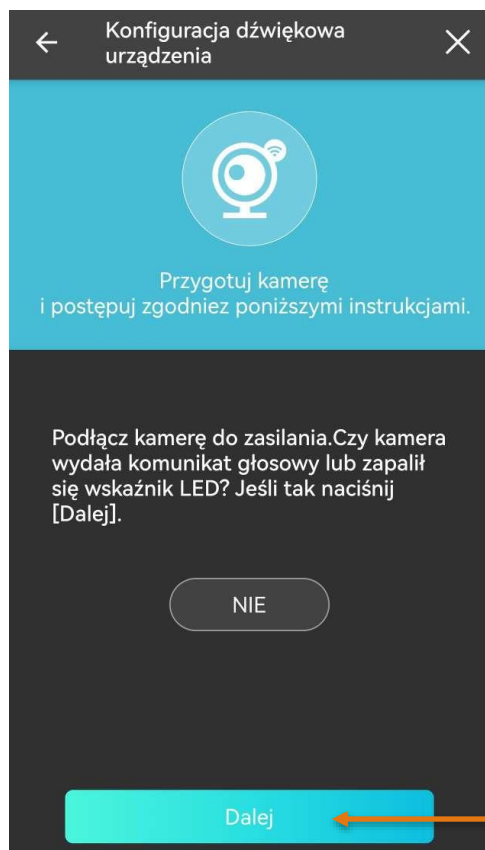 Konfiguracja dźwiękowa
urządzenia
Przygotuj kamerę
i postępuj zgodniez poniższymi instrukcjami.
Podłącz kamerę do zasilania.Czy kamera
wydała komunikat głosowy lub zapalił
się wskaźnik LED? Jeśli tak naciśnij
[Dalej].
NIE
Dalej